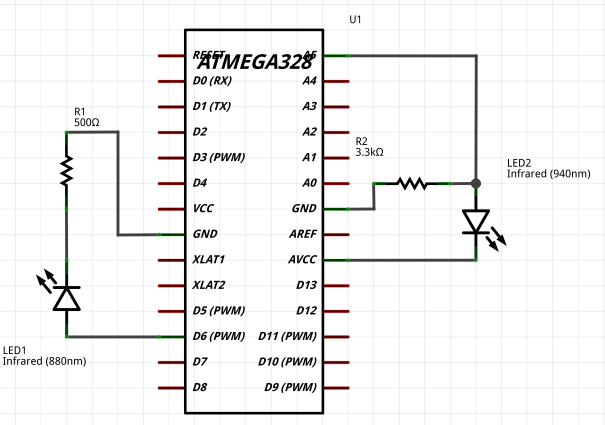 U1
ATMEGA328
RESET
A5
D0 (RX)
A4
D1 (TX)
A3
D2
A2
D3 (PWM)
A1
D4
A0
VCC
GND
GND
AREF
XLAT1
AVCC
XLAT2
D13
D5 (PWM)
D12
D6 (PWM)
D11 (PWM)
D7
D10 (PWM)
D8
D9 (PWM)
R1
500Ω
R2
3.3kΩ
LED2
Infrared (940nm)
LED1
Infrared (880nm)